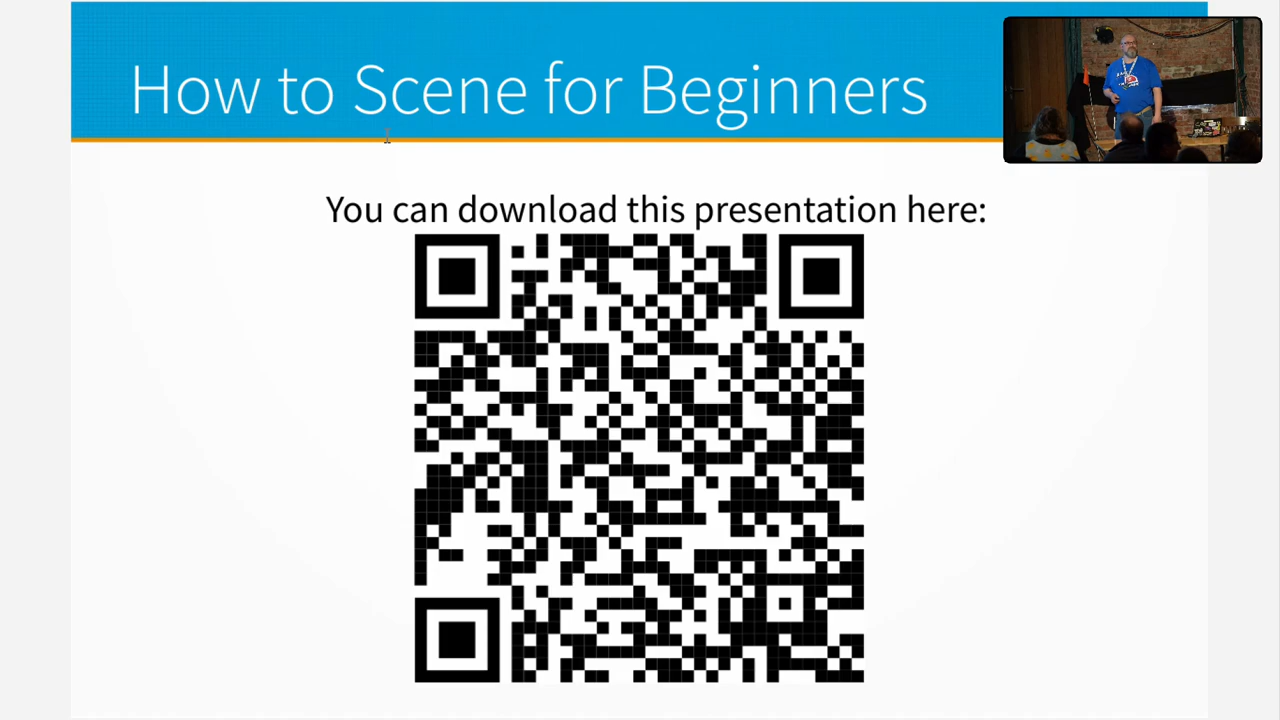 How to Scene for Beginners
You can download this presentation here: